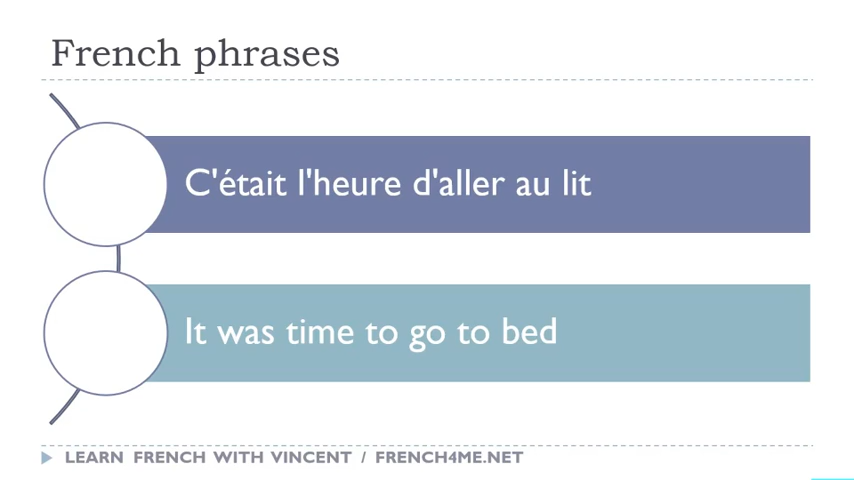 French phrases
C'était l'heure d'aller au lit
It was time to go to bed
LEARN FRENCH WITH VINCENT / FRENCH4ME.NET